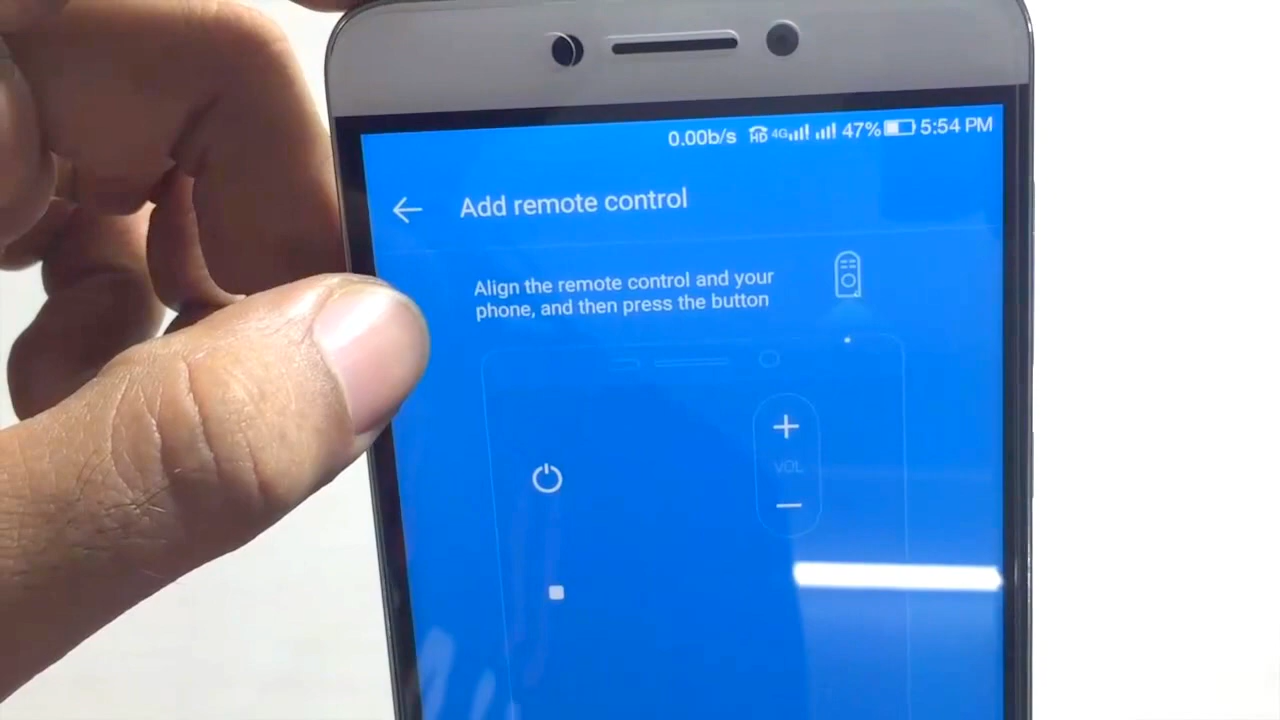 0.00b/s HD 4G 47% 5:54 PM
Add remote control
Align the remote control and your
phone, and then press the button
VOL